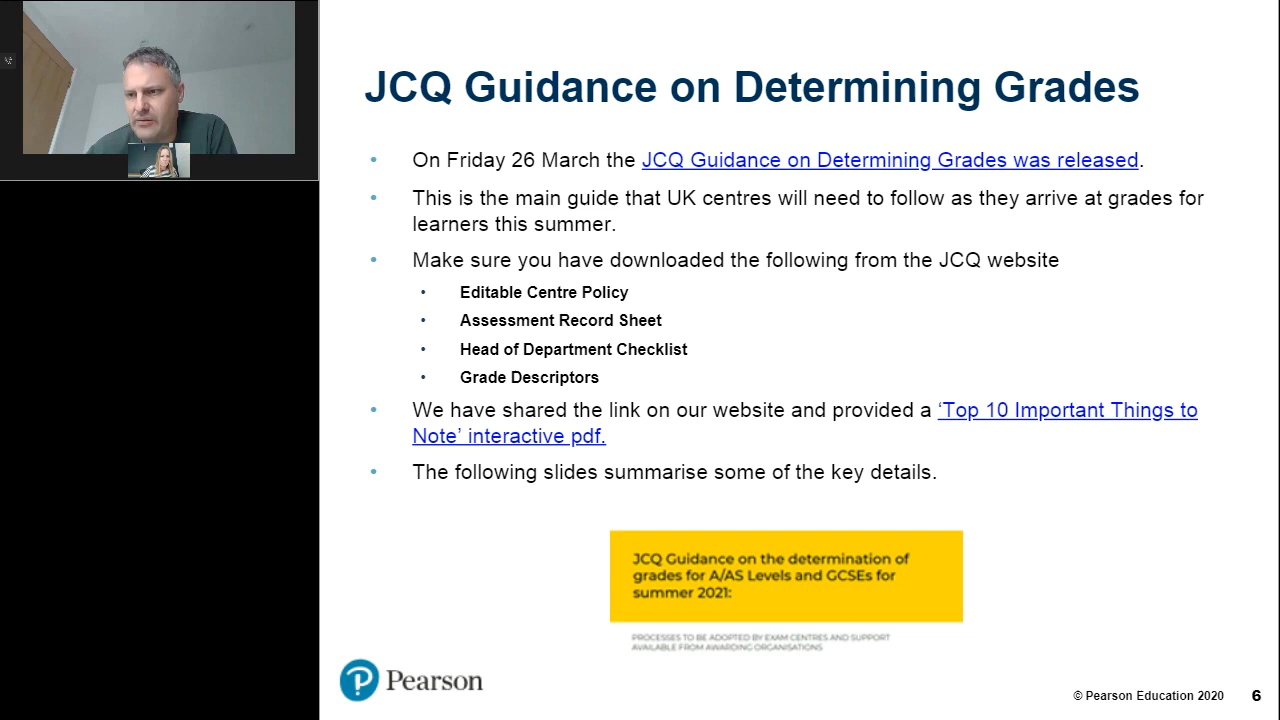 JCQ Guidance on Determining Grades
• On Friday 26 March the JCQ Guidance on Determining Grades was released.
• This is the main guide that UK centres will need to follow as they arrive at grades for
learners this summer.
• Make sure you have downloaded the following from the JCQ website
• Editable Centre Policy
• Assessment Record Sheet
• Head of Department Checklist
• Grade Descriptors
• We have shared the link on our website and provided a ‘Top 10 Important Things to
Note’ interactive pdf.
• The following slides summarise some of the key details.
JCQ Guidance on the determination of
grades for A/AS Levels and GCSEs for
summer 2021:
PROCESSES TO BE ADOPTED BY EXAM CENTRES AND SUPPORT
AVAILABLE FROM AWARDING ORGANISATIONS
Pearson
© Pearson Education 2020 6